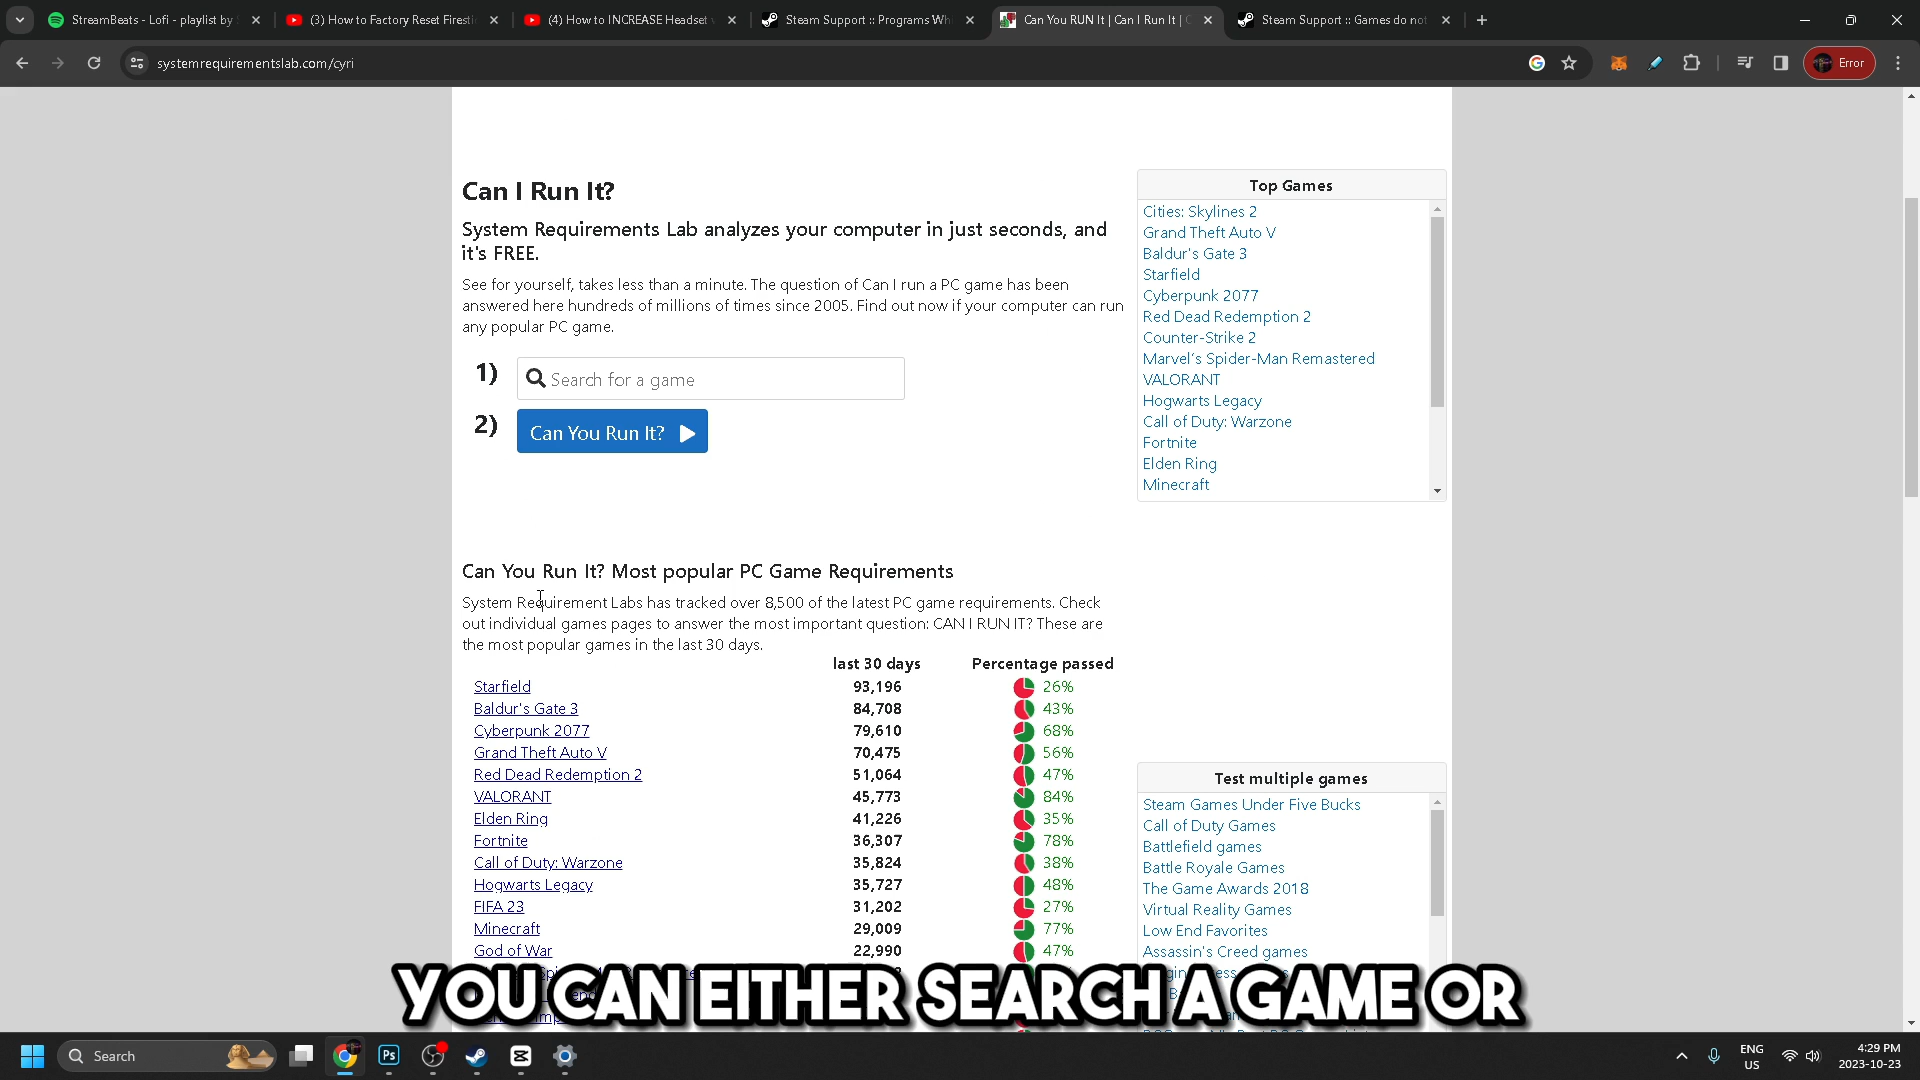 StreamBeats - Lofi - playlist by
(3) How to Factory Reset Firesti
(4) How to INCREASE Headset v
Steam Support :: Programs Wh
Can You RUN It | Can I Run It | C
Steam Support :: Games do not
systemrequirementslab.com/cyri
Error
Can I Run It?
System Requirements Lab analyzes your computer in just seconds, and
it's FREE.
See for yourself, takes less than a minute. The question of Can I run a PC game has been
answered here hundreds of millions of times since 2005. Find out now if your computer can run
any popular PC game.
1) Search for a game
2) Can You Run It?
Top Games
Cities: Skylines 2
Grand Theft Auto V
Baldur's Gate 3
Starfield
Cyberpunk 2077
Red Dead Redemption 2
Counter-Strike 2
Marvel's Spider-Man Remastered
VALORANT
Hogwarts Legacy
Call of Duty: Warzone
Fortnite
Elden Ring
Minecraft
Can You Run It? Most popular PC Game Requirements
System Requirement Labs has tracked over 8,500 of the latest PC game requirements. Check
out individual games pages to answer the most important question: CAN I RUN IT? These are
the most popular games in the last 30 days.
last 30 days Percentage passed
Starfield 93,196 26%
Baldur's Gate 3 84,708 43%
Cyberpunk 2077 79,610 68%
Grand Theft Auto V 70,475 56%
Red Dead Redemption 2 51,064 47%
VALORANT 45,773 84%
Elden Ring 41,226 35%
Fortnite 36,307 78%
Call of Duty: Warzone 35,824 38%
Hogwarts Legacy 35,727 48%
FIFA 23 31,202 27%
Minecraft 29,009 77%
God of War 22,990 47%
Test multiple games
Steam Games Under Five Bucks
Call of Duty Games
Battlefield games
Battle Royale Games
The Game Awards 2018
Virtual Reality Games
Low End Favorites
Assassin's Creed games
YOU CAN EITHER SEARCH A GAME OR
Search
Ps
ENG
US
4:29 PM
2023-10-23